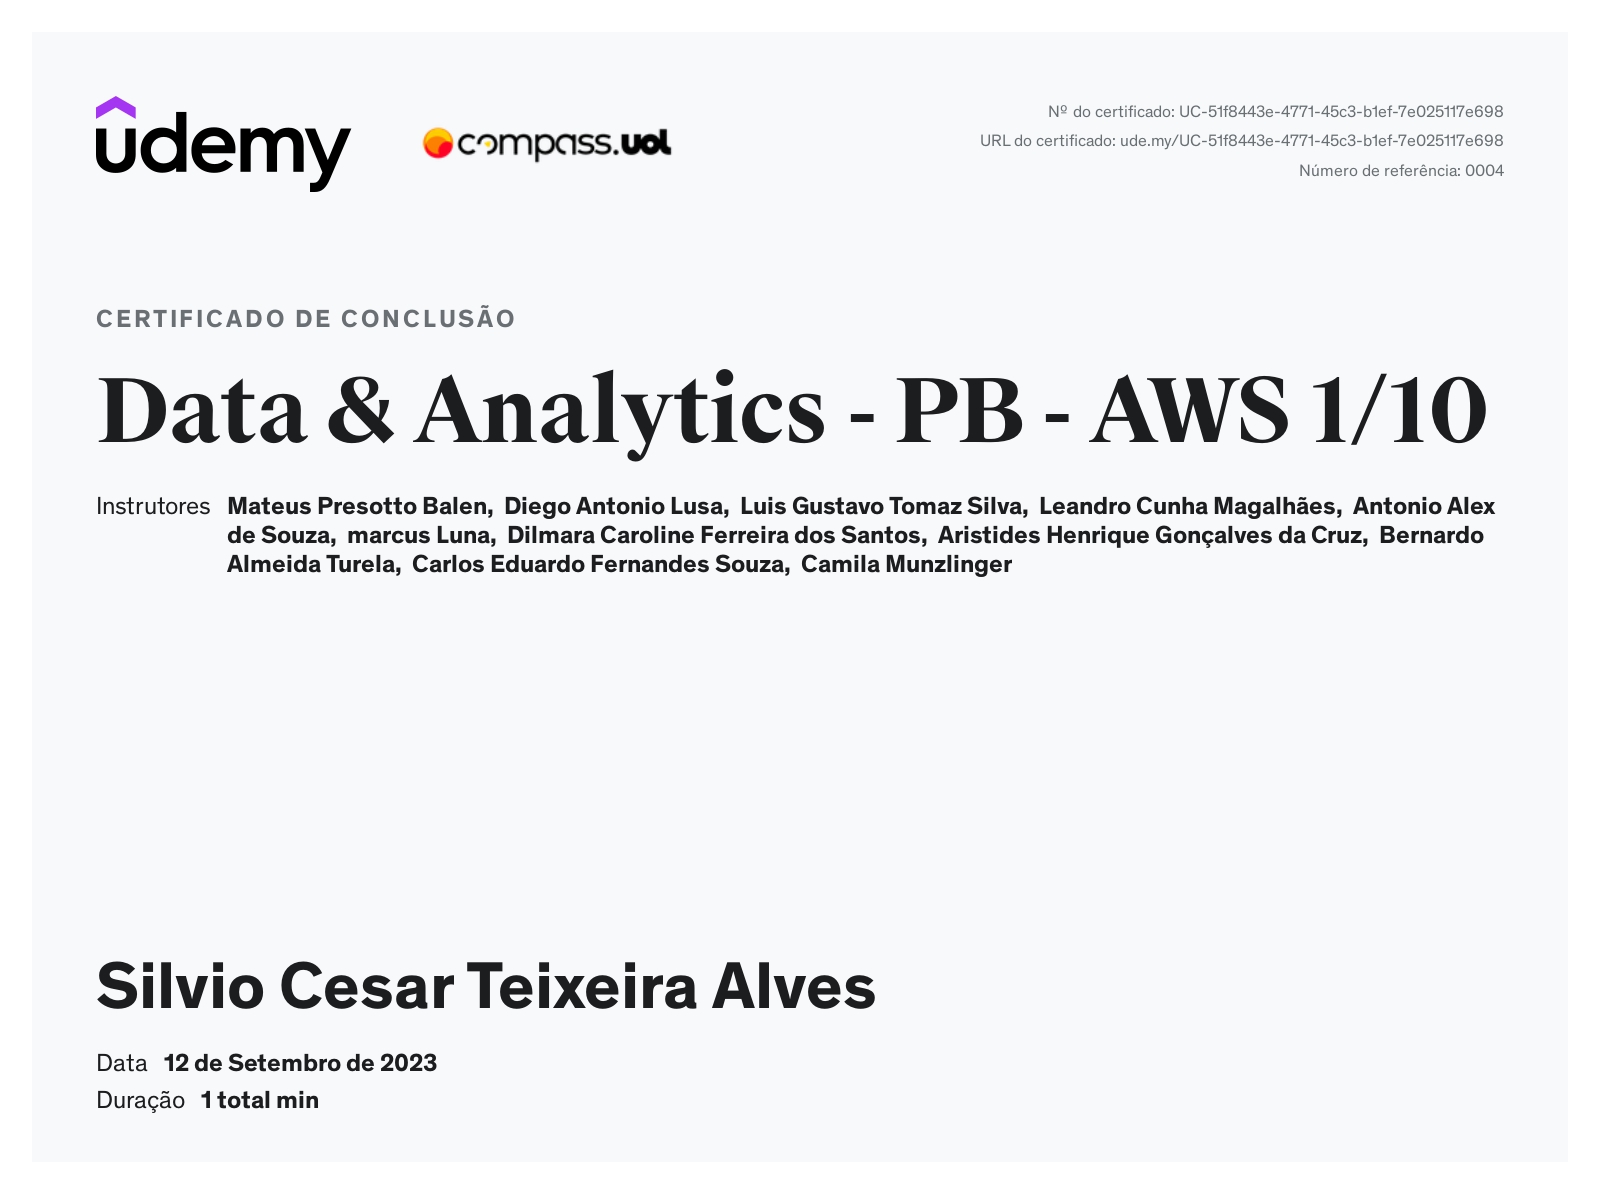 udemy
compass.uol
Nº do certificado: UC-51f8443e-4771-45c3-b1ef-7e025117e698
URL do certificado: ude.my/UC-51f8443e-4771-45c3-b1ef-7e025117e698
Número de referência: 0004
CERTIFICADO DE CONCLUSÃO
Data & Analytics - PB - AWS 1/10
Instrutores Mateus Presotto Balen, Diego Antonio Lusa, Luis Gustavo Tomaz Silva, Leandro Cunha Magalhães, Antonio Alex
de Souza, marcus Luna, Dilmara Caroline Ferreira dos Santos, Aristides Henrique Gonçalves da Cruz, Bernardo
Almeida Turela, Carlos Eduardo Fernandes Souza, Camila Munzlinger
Silvio Cesar Teixeira Alves
Data 12 de Setembro de 2023
Duração 1 total min